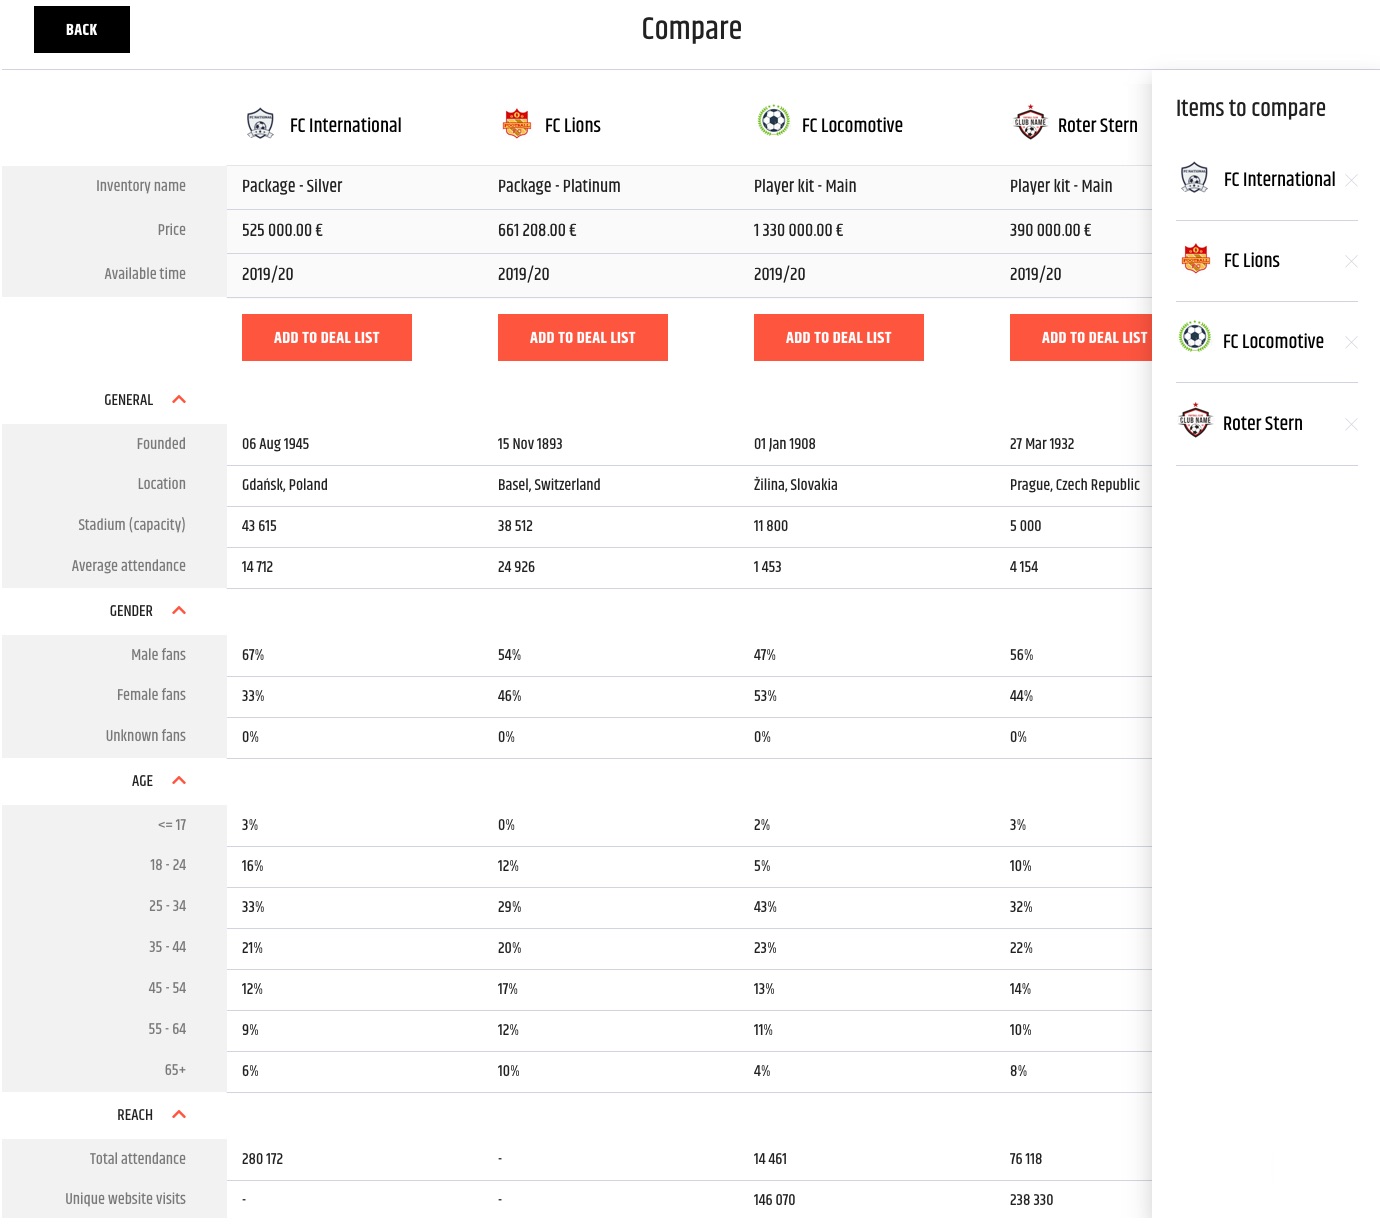 BACK
Compare
FC International FC Lions FC Locomotive Roter Stern
Inventory name Package - Silver Package - Platinum Player kit - Main Player kit - Main
Price 525 000.00 € 661 208.00 € 1 330 000.00 € 390 000.00 €
Available time 2019/20 2019/20 2019/20 2019/20
ADD TO DEAL LIST ADD TO DEAL LIST ADD TO DEAL LIST ADD TO DEAL LIST
GENERAL
Founded 06 Aug 1945 15 Nov 1893 01 Jan 1908 27 Mar 1932
Location Gdańsk, Poland Basel, Switzerland Žilina, Slovakia Prague, Czech Republic
Stadium (capacity) 43 615 38 512 11 800 5 000
Average attendance 14 712 24 926 1 453 4 154
GENDER
Male fans 67% 54% 47% 56%
Female fans 33% 46% 53% 44%
Unknown fans 0% 0% 0% 0%
AGE
<= 17 3% 0% 2% 3%
18 - 24 16% 12% 5% 10%
25 - 34 33% 29% 43% 32%
35 - 44 21% 20% 23% 22%
45 - 54 12% 17% 13% 14%
55 - 64 9% 12% 11% 10%
65+ 6% 10% 4% 8%
REACH
Total attendance 280 172 - 14 461 76 118
Unique website visits - - 146 070 238 330
Items to compare
FC International
FC Lions
FC Locomotive
CLUB NAME
Roter Stern